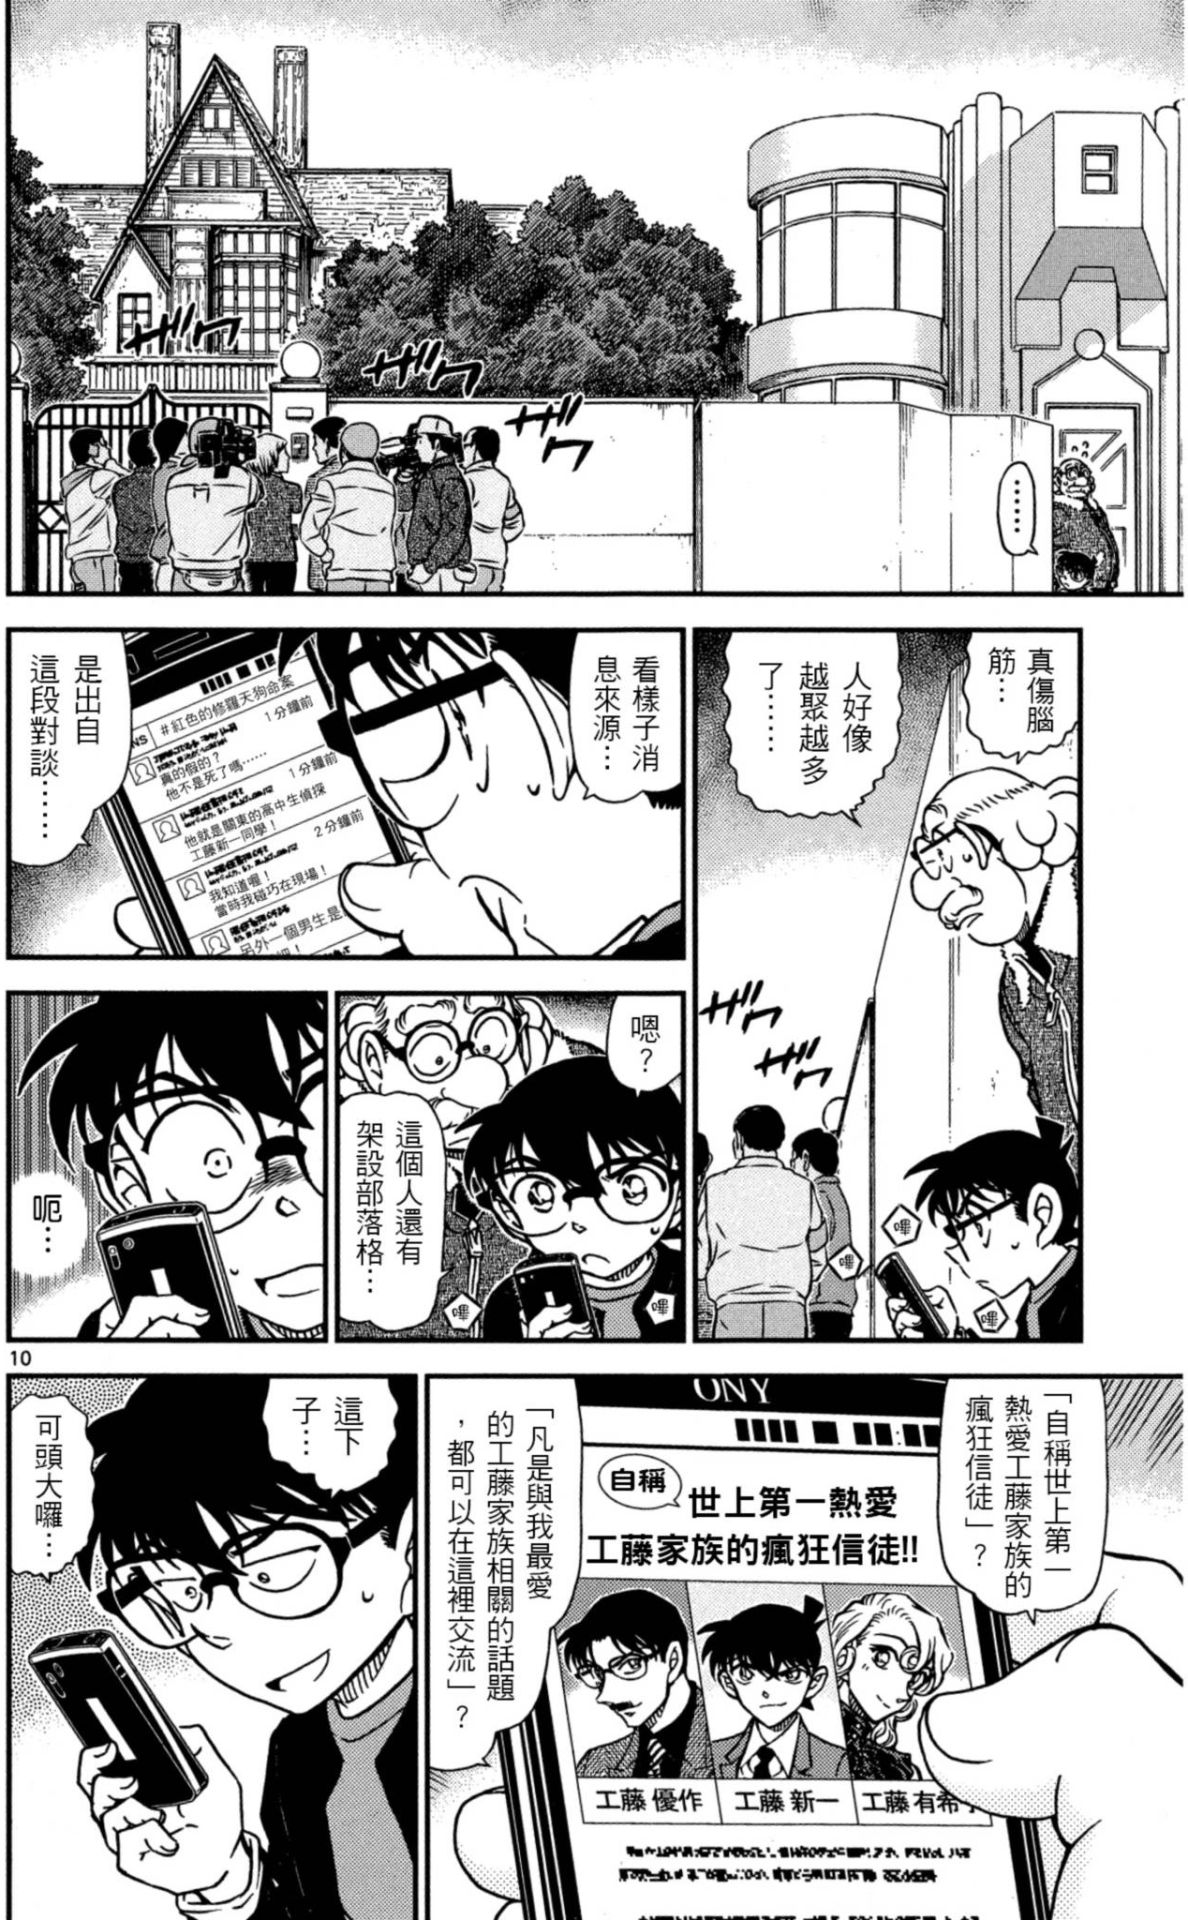 ザワ
ザワ
ザワ
……
真傷腦
筋…
人好像
越聚越多
了……
ザワ
ザワ
嗶
嗶
嗶
看樣子消
息來源…
NS
#紅色的修羅天狗命案
1分鐘前
真的假的？
他不是死了嗎……
1分鐘前
他就是關東的高中生偵探
工藤新一同學！
2分鐘前
我知道喔！
當時我碰巧在現場！
另外一個男生是
是出自
這段對談……
嗯？
這個人還有
架設部落格…
嗶
呃…
10
「自稱世上第一
熱愛工藤家族的
瘋狂信徒」？
ONY
自稱
世上第一熱愛
工藤家族的瘋狂信徒!!
工藤 優作
工藤 新一
工藤 有希子
「凡是與我最愛
的工藤家族相關的話題
，都可以在這裡交流」？
這下
子…
可頭大囉…